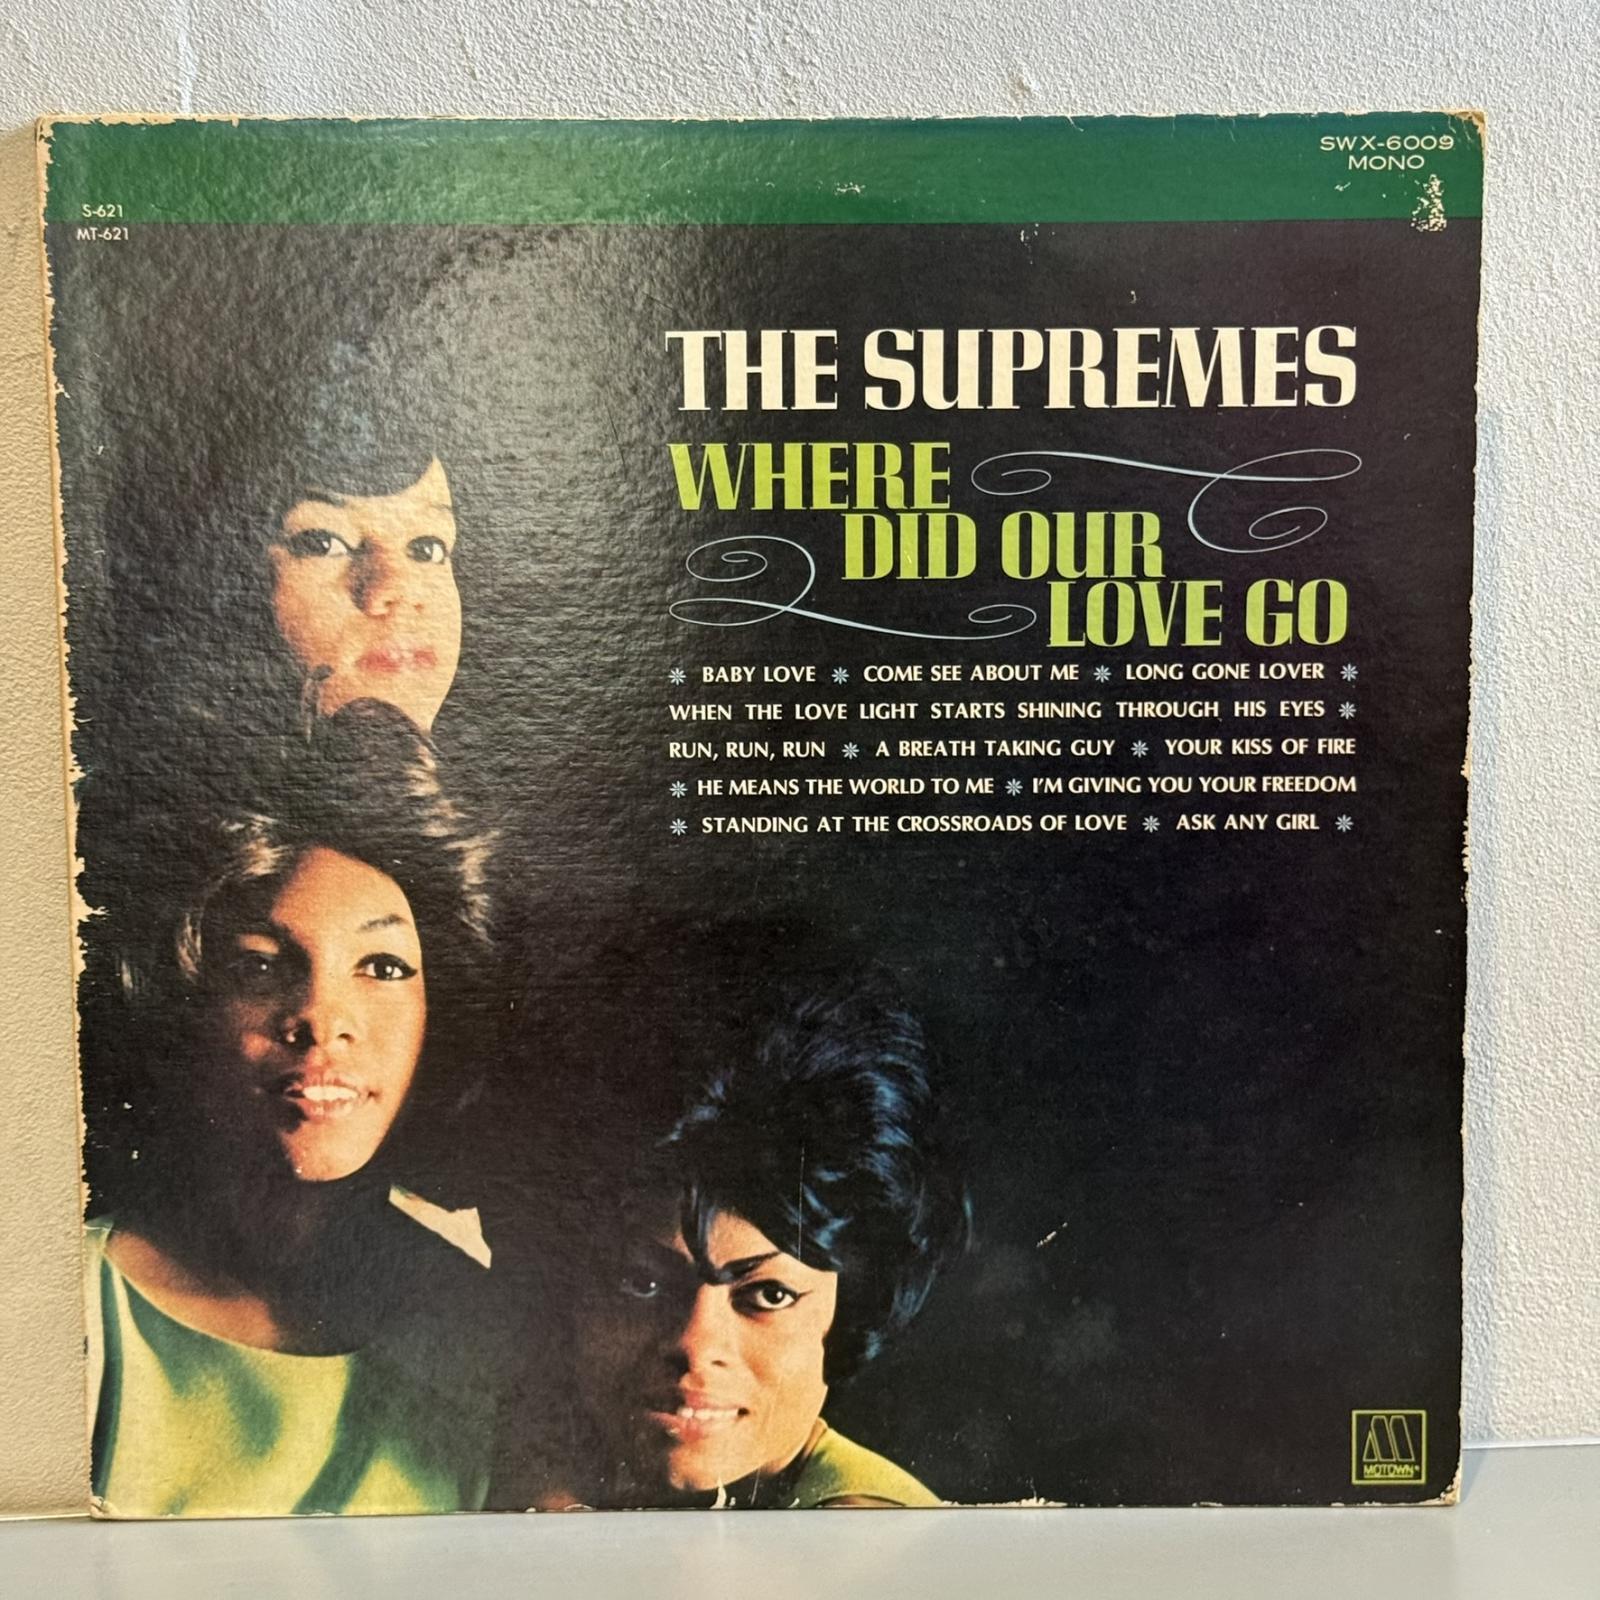 SWX-6009
MONO
S-621
MT-621
THE SUPREMES
WHERE
DID OUR
LOVE GO
BABY LOVE ✻ COME SEE ABOUT ME ✻ LONG GONE LOVER
WHEN THE LOVE LIGHT STARTS SHINING THROUGH HIS EYES
RUN, RUN, RUN ✻ A BREATH TAKING GUY ✻ YOUR KISS OF FIRE
HE MEANS THE WORLD TO ME ✻ I'M GIVING YOU YOUR FREEDOM
STANDING AT THE CROSSROADS OF LOVE ✻ ASK ANY GIRL
M
MOTOWN®